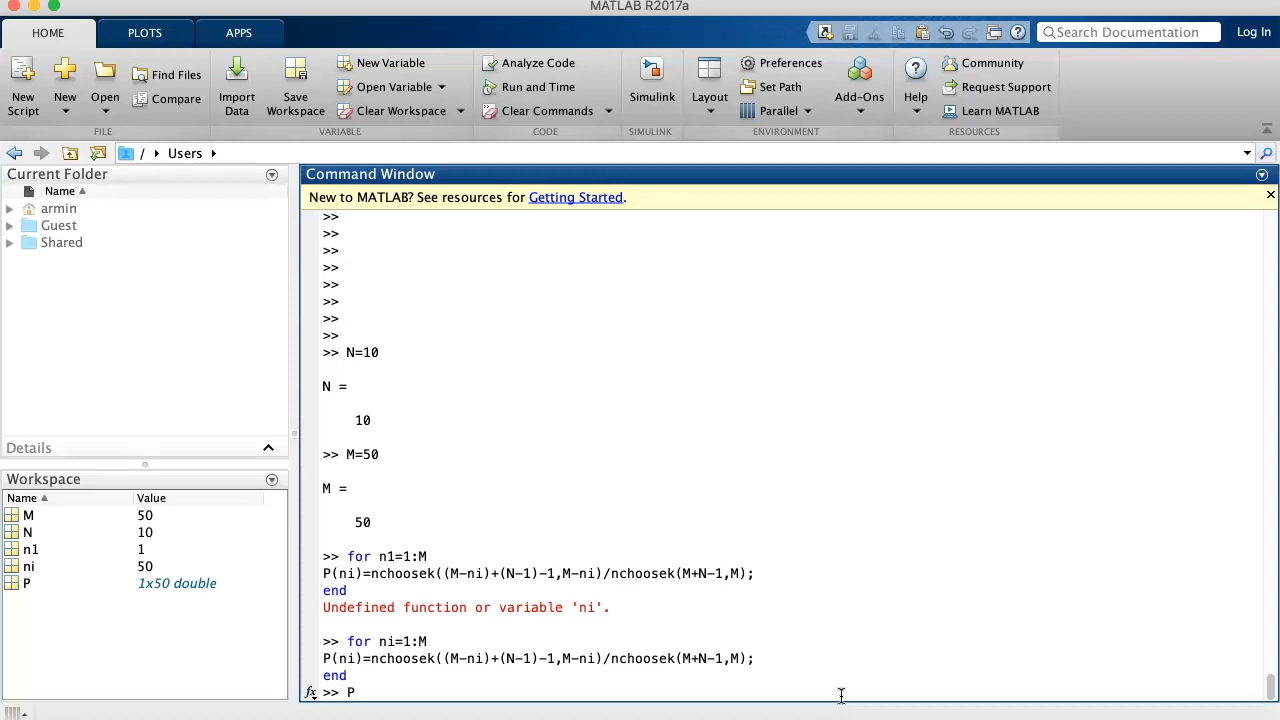 MATLAB R2017a
HOME PLOTS APPS Search Documentation Log In
New Script New Open Find Files Compare Import Data Save Workspace New Variable Open Variable Clear Workspace Analyze Code Run and Time Clear Commands Simulink Layout Preferences Set Path Parallel Add-Ons Help Community Request Support Learn MATLAB
FILE VARIABLE CODE SIMULINK ENVIRONMENT RESOURCES
/ Users
Current Folder
Name
armin
Guest
Shared
Details
Workspace
Name Value
M 50
N 10
n1 1
ni 50
P 1x50 double
Command Window
New to MATLAB? See resources for Getting Started.
>>
>>
>>
>>
>>
>>
>>
>>
>> N=10
N =
10
>> M=50
M =
50
>> for n1=1:M
P(ni)=nchoosek((M-ni)+(N-1)-1,M-ni)/nchoosek(M+N-1,M);
end
Undefined function or variable 'ni'.
>> for ni=1:M
P(ni)=nchoosek((M-ni)+(N-1)-1,M-ni)/nchoosek(M+N-1,M);
end
fx >> P